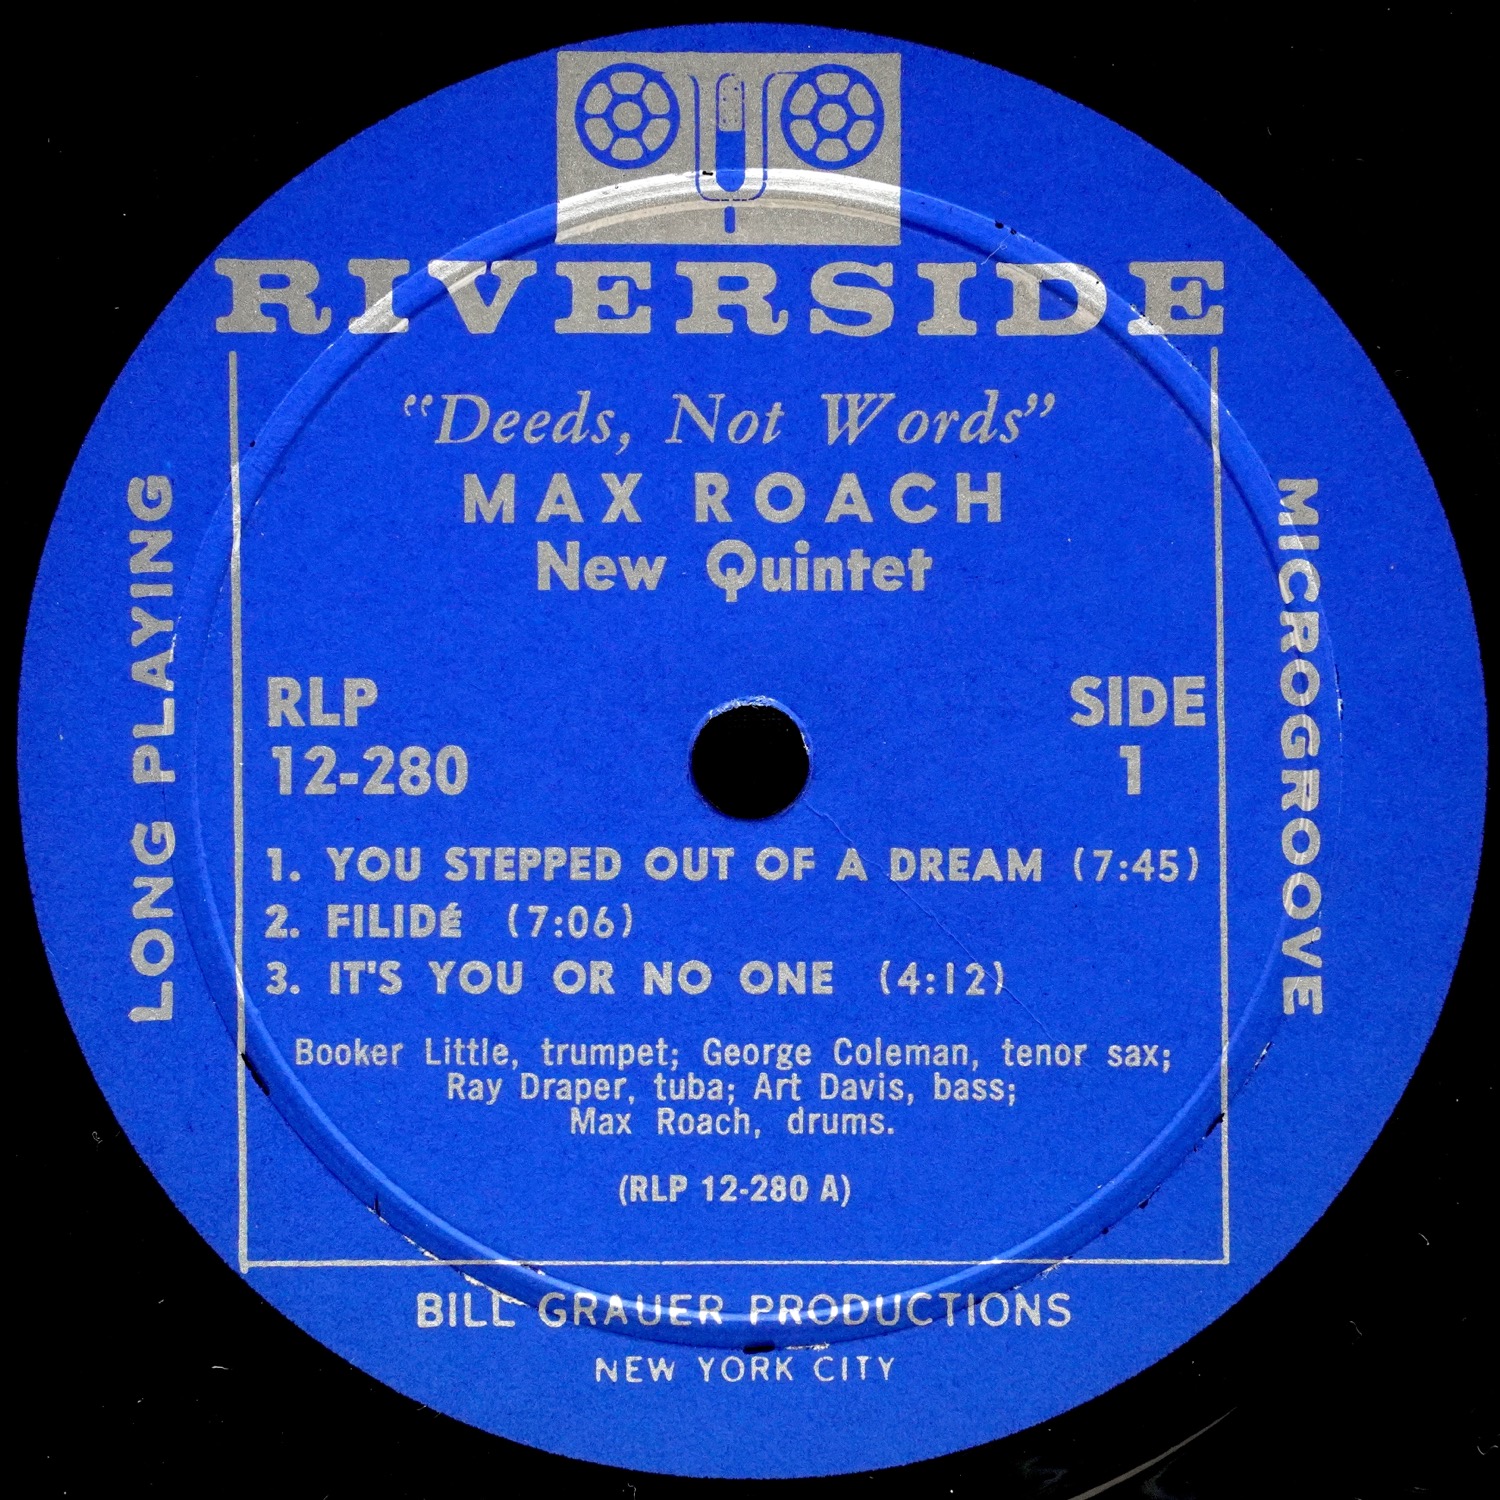 RIVERSIDE
"Deeds, Not Words"
MAX ROACH
New Quintet
LONG PLAYING
MICROGROOVE
RLP
12-280
SIDE
1
1. YOU STEPPED OUT OF A DREAM (7:45)
2. FILIDÉ (7:06)
3. IT'S YOU OR NO ONE (4:12)
Booker Little, trumpet; George Coleman, tenor sax;
Ray Draper, tuba; Art Davis, bass;
Max Roach, drums.
(RLP 12-280 A)
BILL GRAUER PRODUCTIONS
NEW YORK CITY